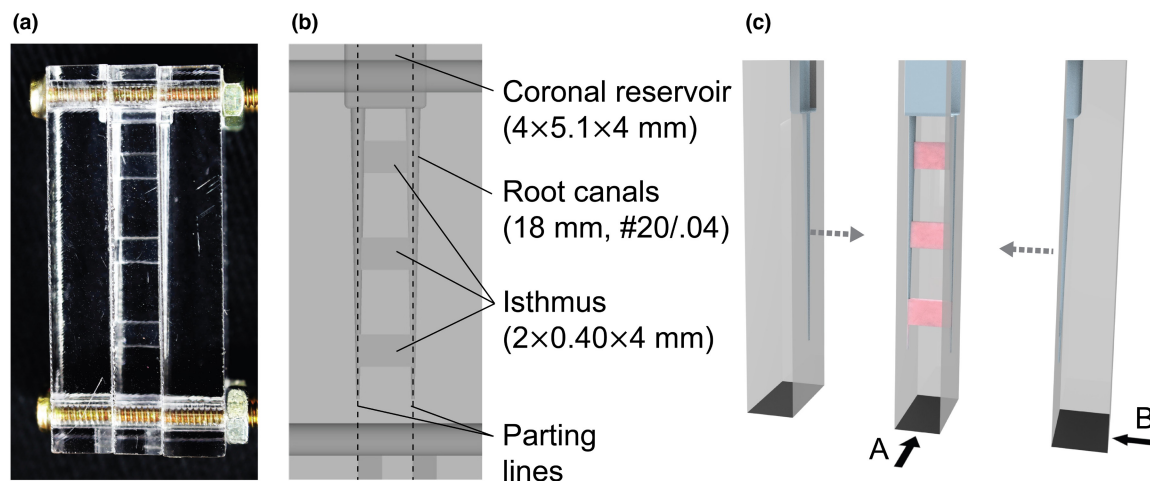 (a)
(b)
(c)
Coronal reservoir
(4×5.1×4 mm)
Root canals
(18 mm, #20/.04)
Isthmus
(2×0.40×4 mm)
Parting
lines
A
B